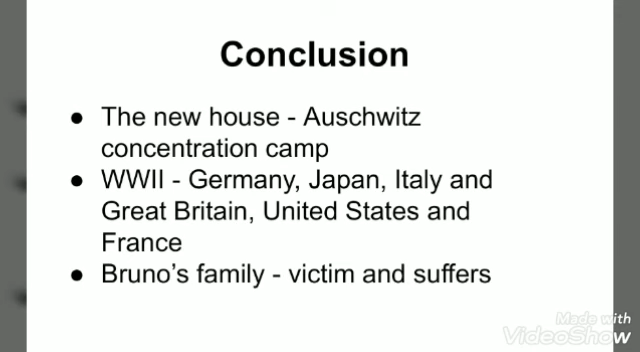 Conclusion
● The new house - Auschwitz
concentration camp
● WWII - Germany, Japan, Italy and
Great Britain, United States and
France
● Bruno's family - victim and suffers
Made with
VideoShow